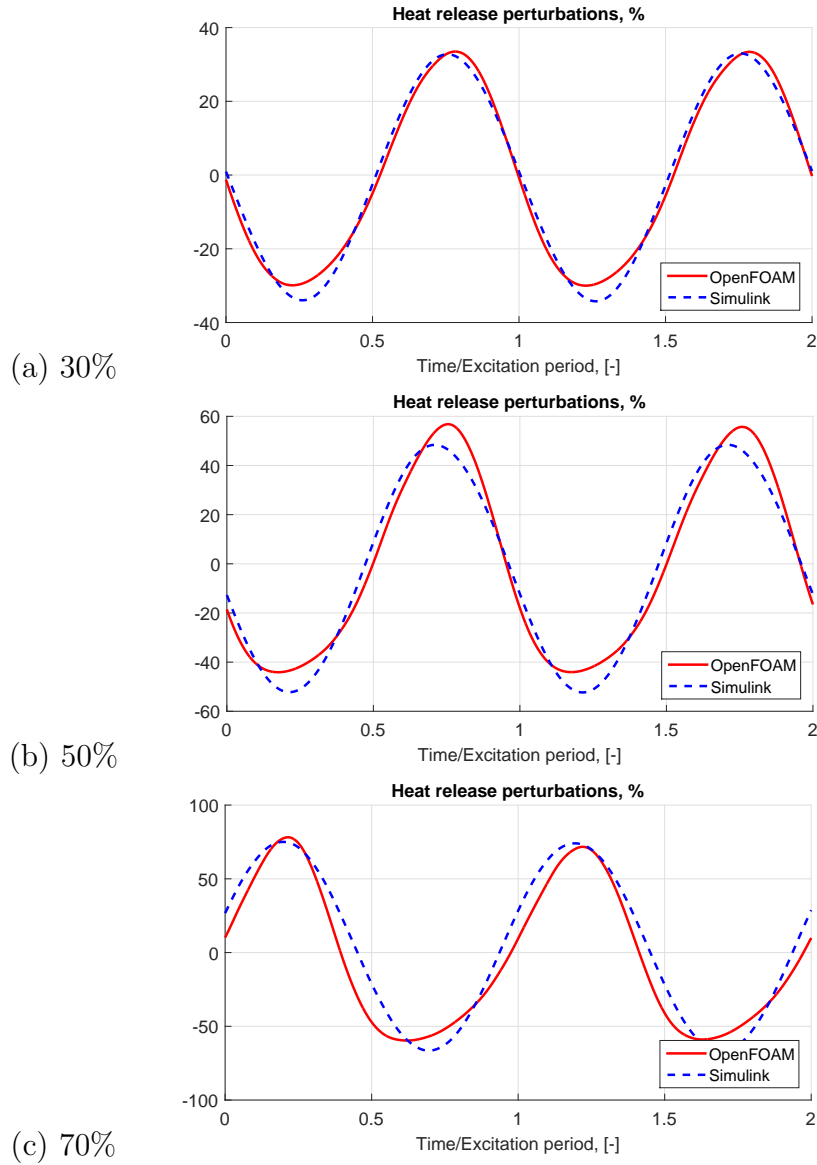 Heat release perturbations, %
40
20
0
-20
-40
0 0.5 1 1.5 2
Time/Excitation period, [-]
OpenFOAM
Simulink
(a) 30%
Heat release perturbations, %
60
40
20
0
-20
-40
-60
0 0.5 1 1.5 2
Time/Excitation period, [-]
OpenFOAM
Simulink
(b) 50%
Heat release perturbations, %
100
50
0
-50
-100
0 0.5 1 1.5 2
Time/Excitation period, [-]
OpenFOAM
Simulink
(c) 70%